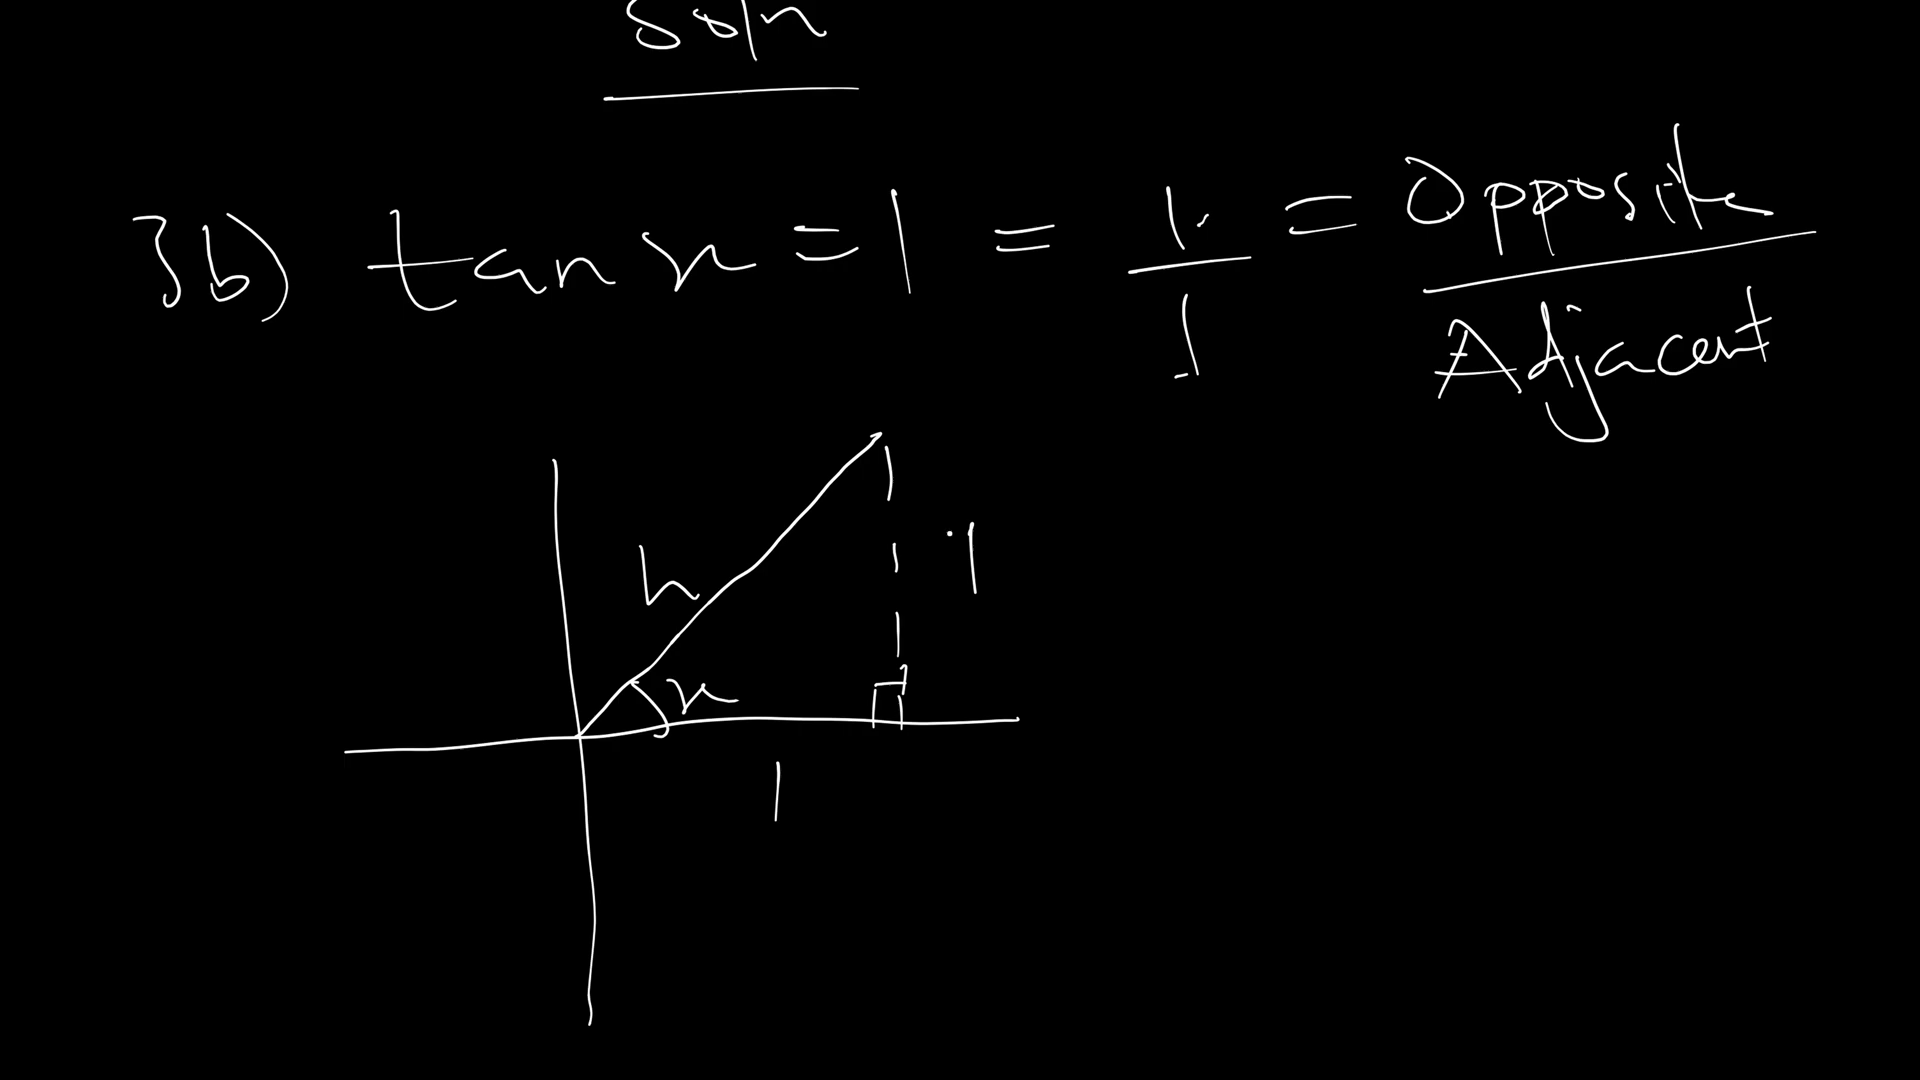 Soln
3b) tan x = 1 = 1/1 = Opposite/Adjacent
h
1
x
1